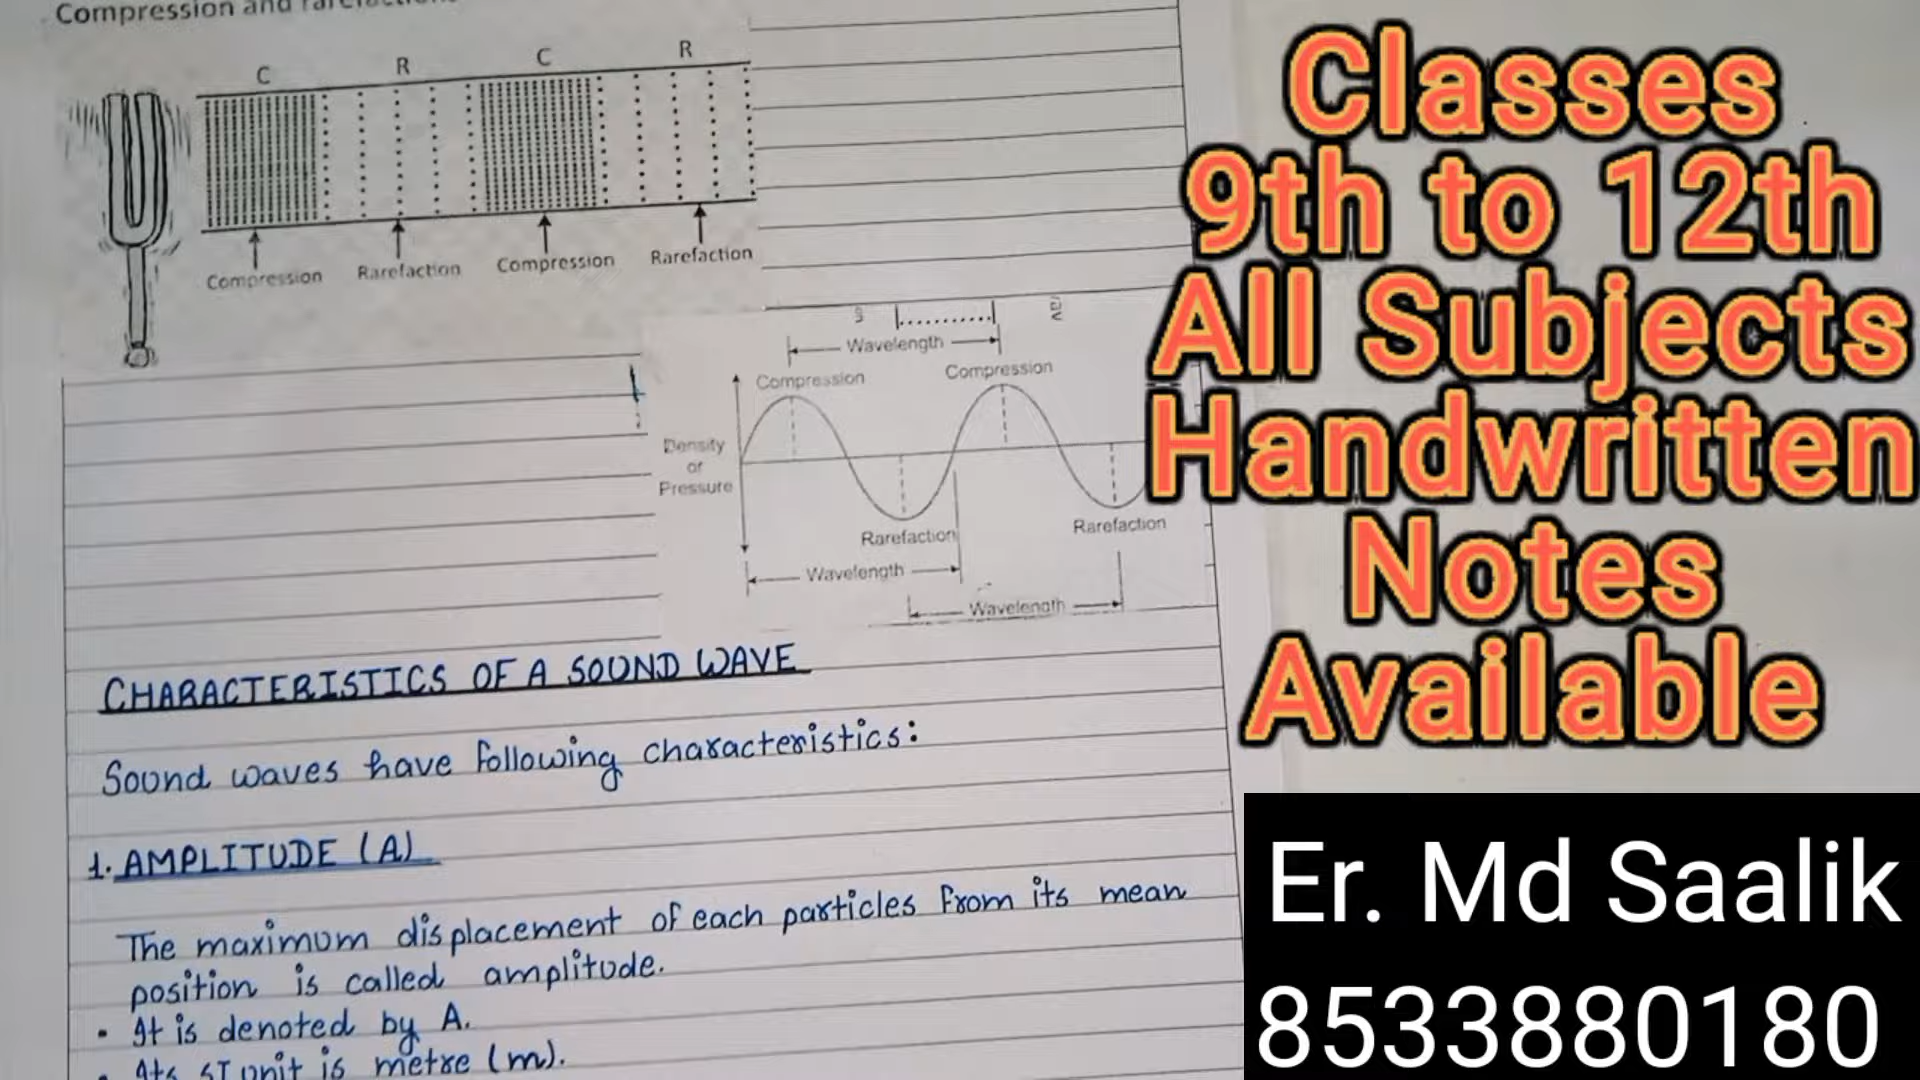 Compression and rarefaction
C R C R
Compression Rarefaction Compression Rarefaction
Wavelength
Compression Compression
Density
or
Pressure
Rarefaction Rarefaction
Wavelength
Wavelength
CHARACTERISTICS OF A SOUND WAVE
Sound waves have following characteristics:
1. AMPLITUDE (A)
The maximum displacement of each particles from its mean
position is called amplitude.
• It is denoted by A.
• Its SI unit is metre (m).
Classes
9th to 12th
All Subjects
Handwritten
Notes
Available
Er. Md Saalik
8533880180